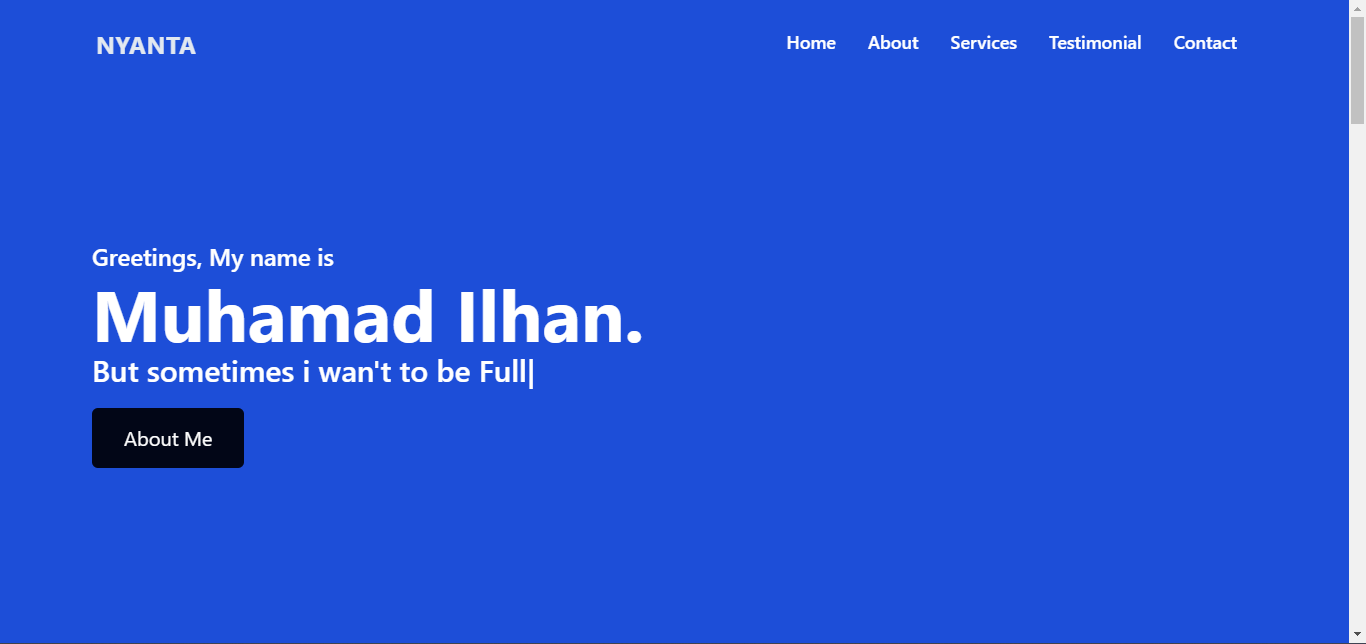 NYANTA
Home About Services Testimonial Contact
Greetings, My name is
Muhamad Ilhan.
But sometimes i wan't to be Full|
About Me